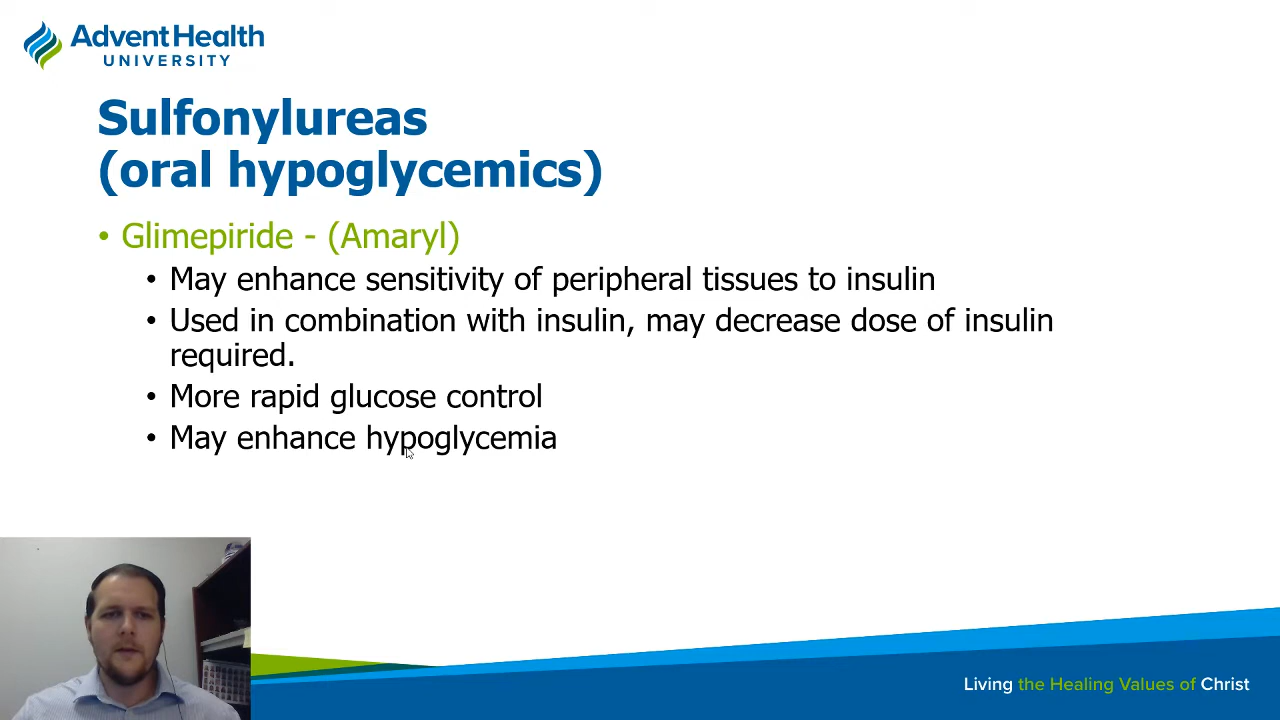 AdventHealth
UNIVERSITY
Sulfonylureas
(oral hypoglycemics)
• Glimepiride - (Amaryl)
• May enhance sensitivity of peripheral tissues to insulin
• Used in combination with insulin, may decrease dose of insulin
required.
• More rapid glucose control
• May enhance hypoglycemia
Living the Healing Values of Christ